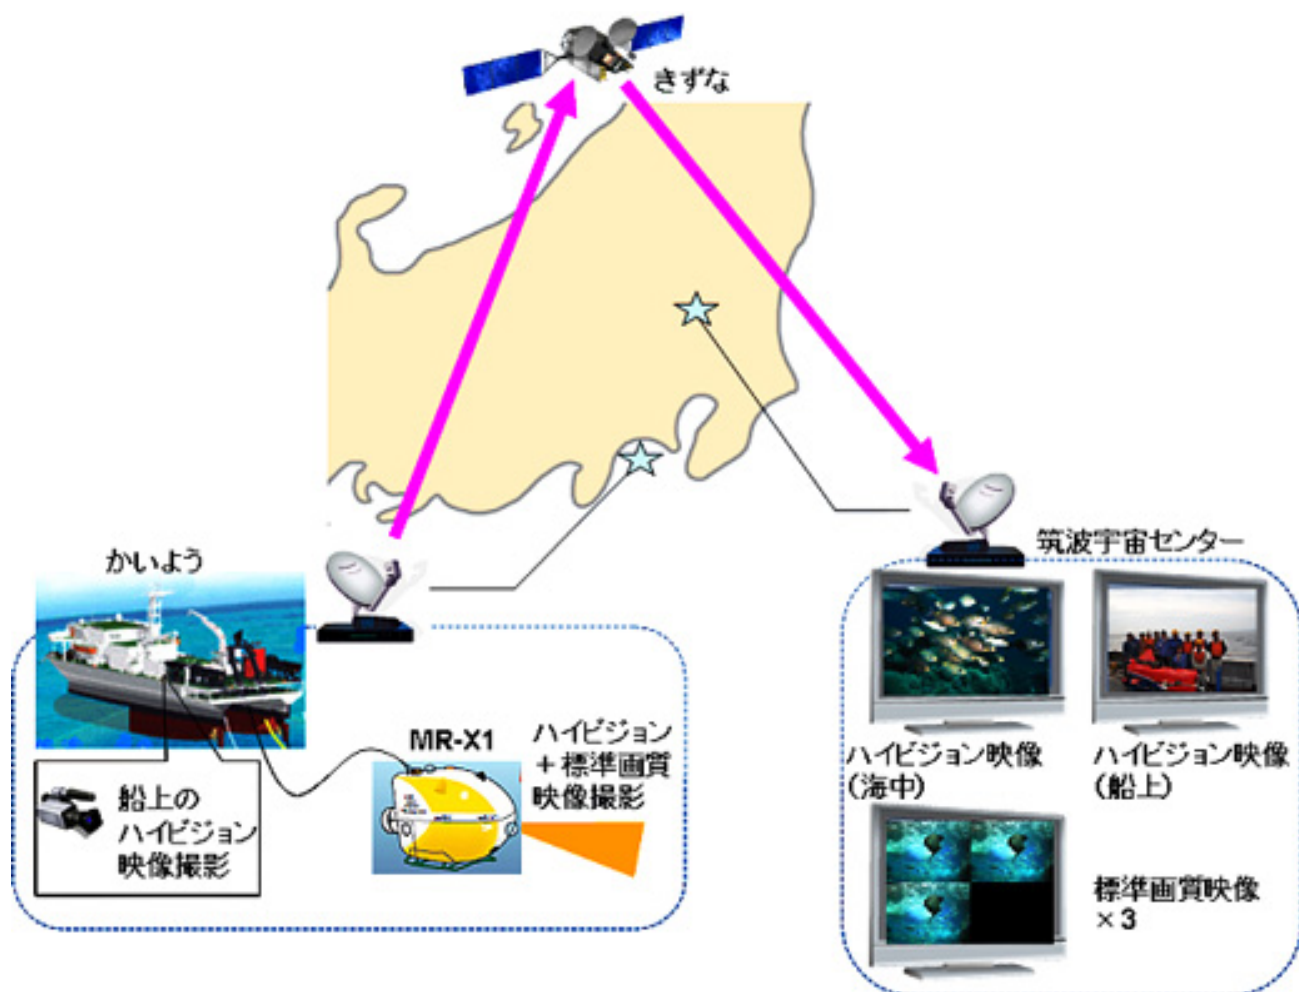 きずな
かいよう
筑波宇宙センター
MR-X1
ハイビジョン
＋標準画質
映像撮影
船上の
ハイビジョン
映像撮影
ハイビジョン映像
(海中)
ハイビジョン映像
(船上)
標準画質映像
×3